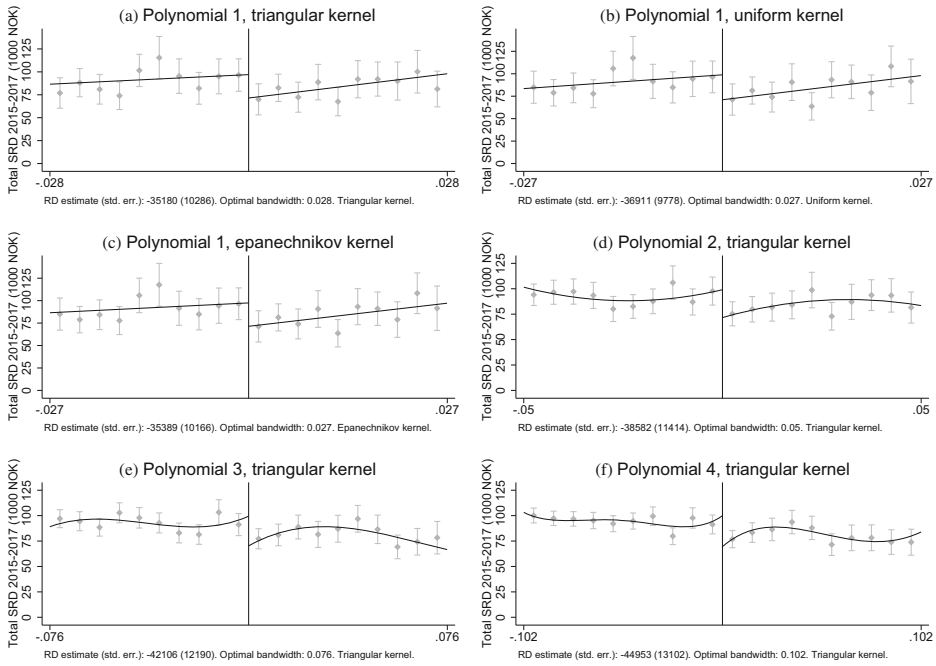 (a) Polynomial 1, triangular kernel
Total SRD 2015-2017 (1000 NOK)
0 25 50 75 100 125
-.028 .028
RD estimate (std. err.): -35180 (10286). Optimal bandwidth: 0.028. Triangular kernel.
(b) Polynomial 1, uniform kernel
Total SRD 2015-2017 (1000 NOK)
0 25 50 75 100 125
-.027 .027
RD estimate (std. err.): -36911 (9778). Optimal bandwidth: 0.027. Uniform kernel.
(c) Polynomial 1, epanechnikov kernel
Total SRD 2015-2017 (1000 NOK)
0 25 50 75 100 125
-.027 .027
RD estimate (std. err.): -35389 (10166). Optimal bandwidth: 0.027. Epanechnikov kernel.
(d) Polynomial 2, triangular kernel
Total SRD 2015-2017 (1000 NOK)
0 25 50 75 100 125
-.05 .05
RD estimate (std. err.): -38582 (11414). Optimal bandwidth: 0.05. Triangular kernel.
(e) Polynomial 3, triangular kernel
Total SRD 2015-2017 (1000 NOK)
0 25 50 75 100 125
-.076 .076
RD estimate (std. err.): -42106 (12190). Optimal bandwidth: 0.076. Triangular kernel.
(f) Polynomial 4, triangular kernel
Total SRD 2015-2017 (1000 NOK)
0 25 50 75 100 125
-.102 .102
RD estimate (std. err.): -44953 (13102). Optimal bandwidth: 0.102. Triangular kernel.